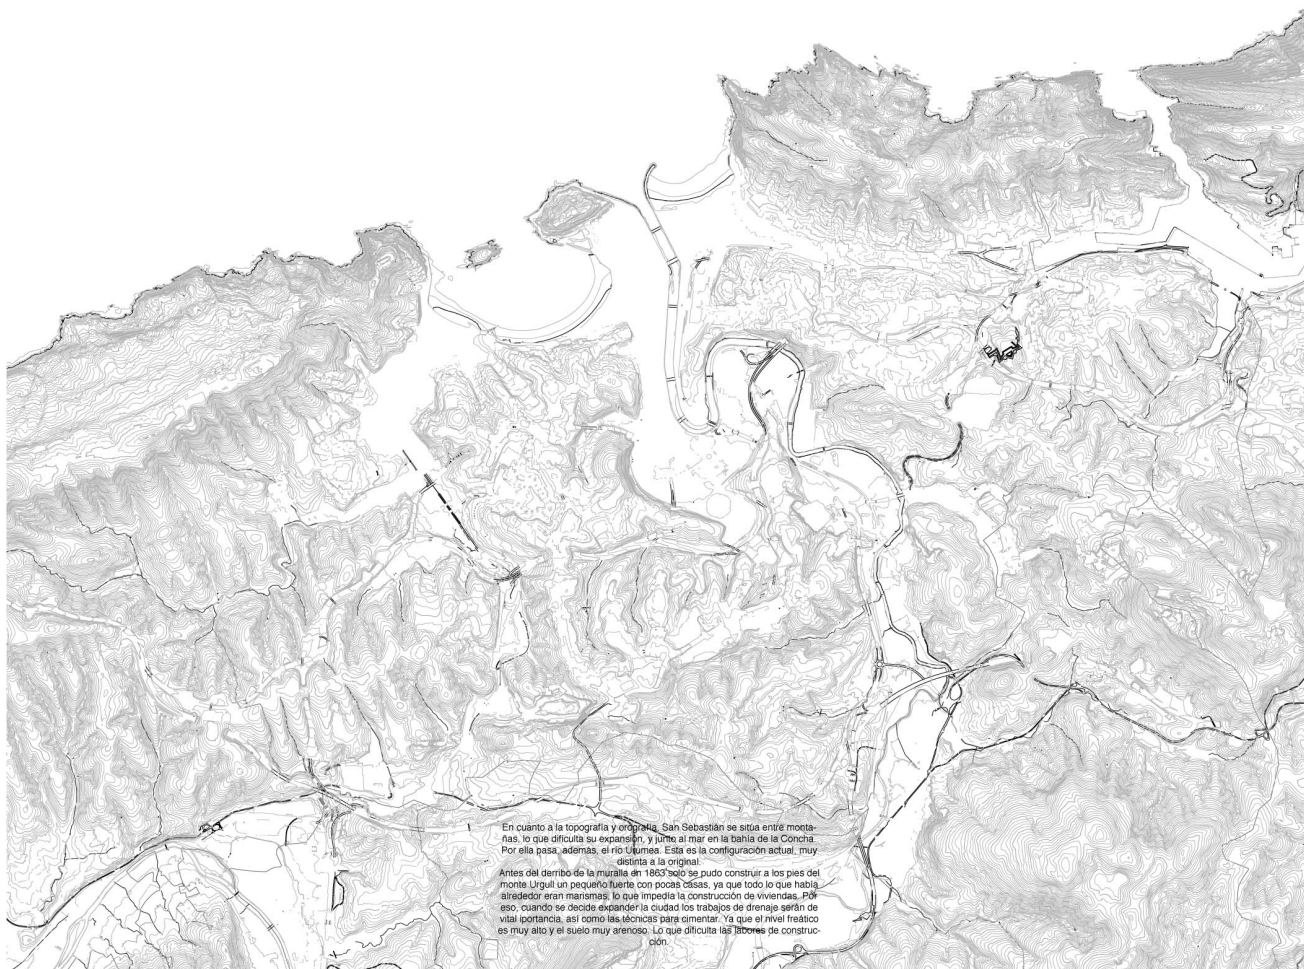 En cuanto a la topografía y orografía, San Sebastián se sitúa entre monta-
ñas, lo que dificulta su expansión, y junto al mar en la bahía de la Concha.
Por ella pasa, además, el río Urumea. Esta es la configuración actual, muy
distinta a la original.
Antes del derribo de la muralla en 1863 solo se pudo construir a los pies del
monte Urgull un pequeño fuerte con pocas casas, ya que todo lo que había
alrededor eran marismas, lo que impedía la construcción de viviendas. Por
eso, cuando se decide expander la ciudad los trabajos de drenaje serán de
vital iportancia, así como las técnicas para cimentar. Ya que el nivel freático
es muy alto y el suelo muy arenoso. Lo que dificulta las labores de construc-
ción.